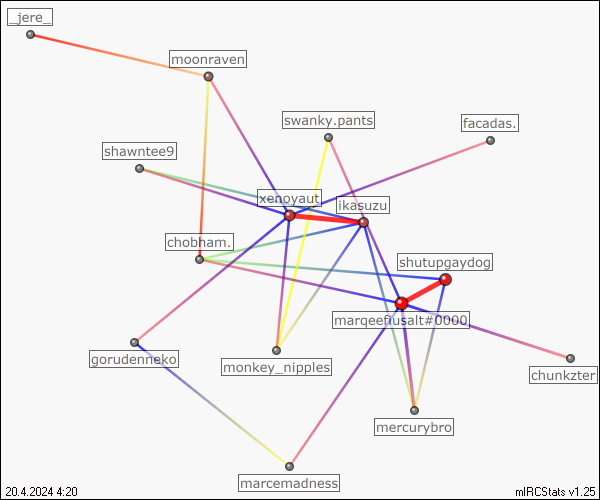 _jere_
moonraven
swanky.pants
facadas.
shawntee9
xenoyaut
ikasuzu
chobham.
shutupgaydog
marqeefiusalt#0000
gorudenneko
monkey_nipples
chunkzter
mercurybro
marcemadness
20.4.2024 4:20
mIRCStats v1.25